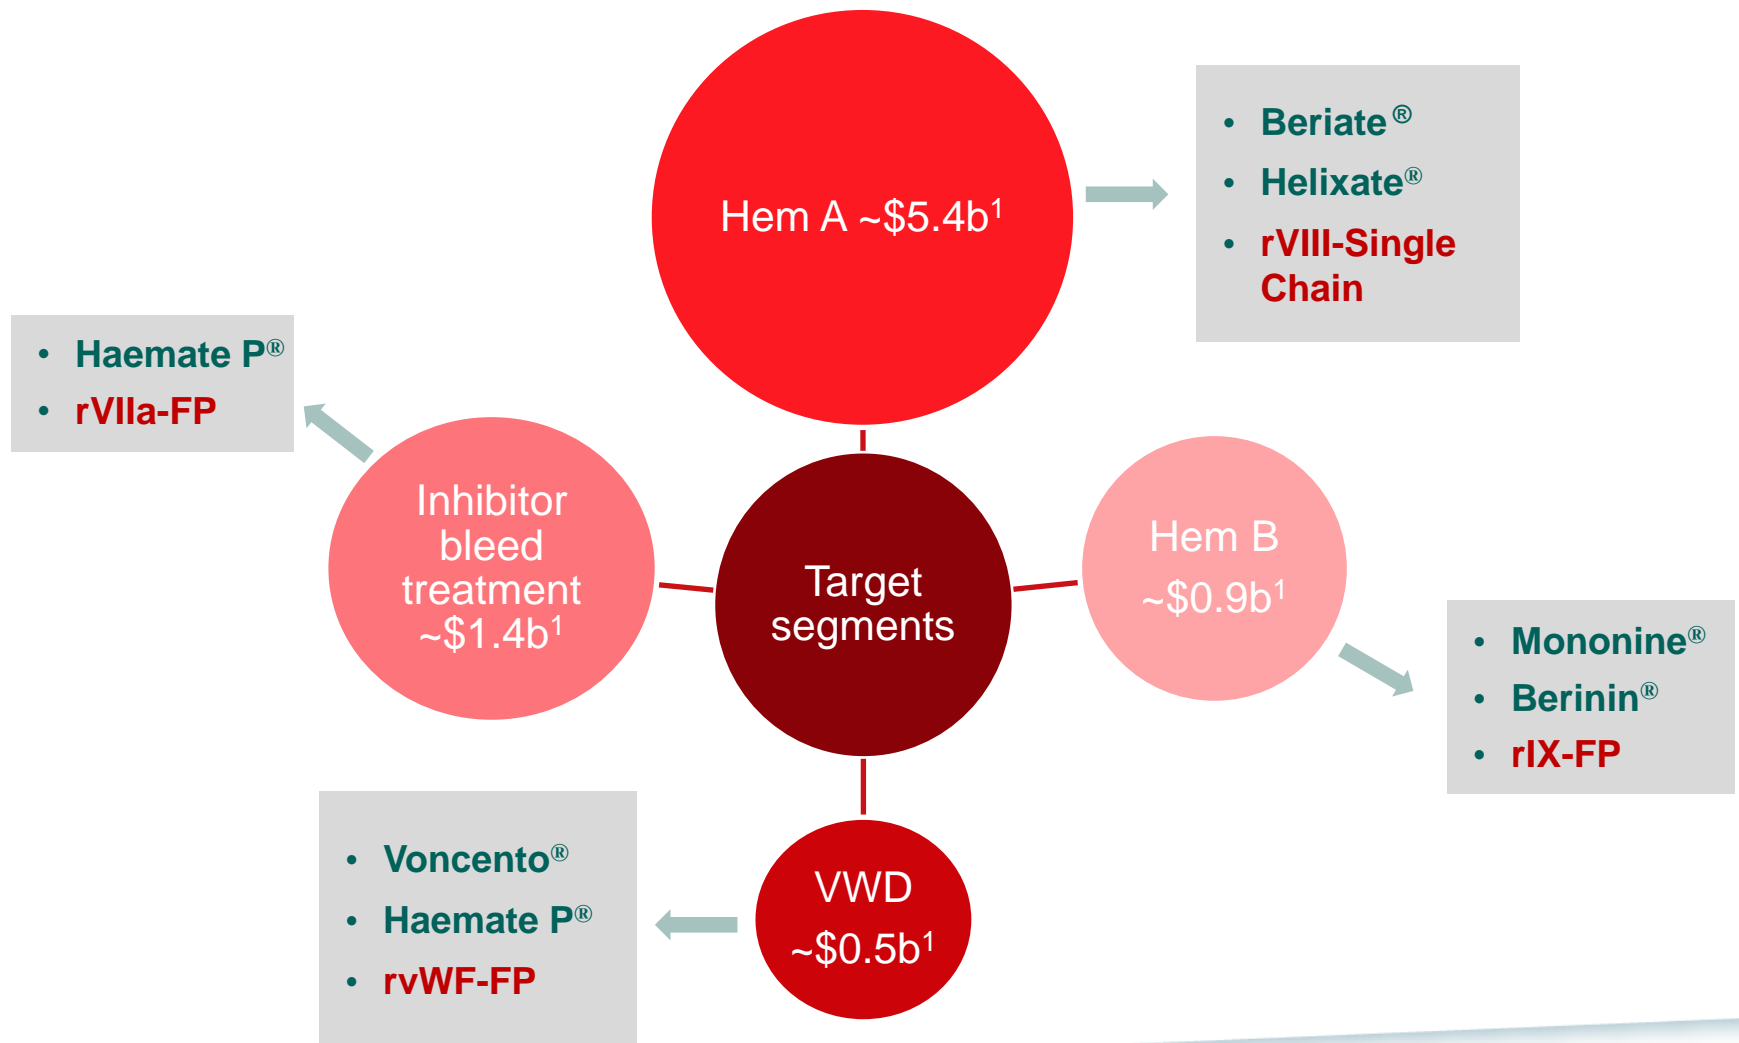 Hem A ~$5.4b¹
• Beriate ®
• Helixate®
• rVIII-Single
Chain
• Haemate P®
• rVIIa-FP
Inhibitor
bleed
treatment
~$1.4b¹
Target
segments
Hem B
~$0.9b¹
• Mononine®
• Berinin®
• rIX-FP
• Voncento®
• Haemate P®
• rvWF-FP
VWD
~$0.5b¹